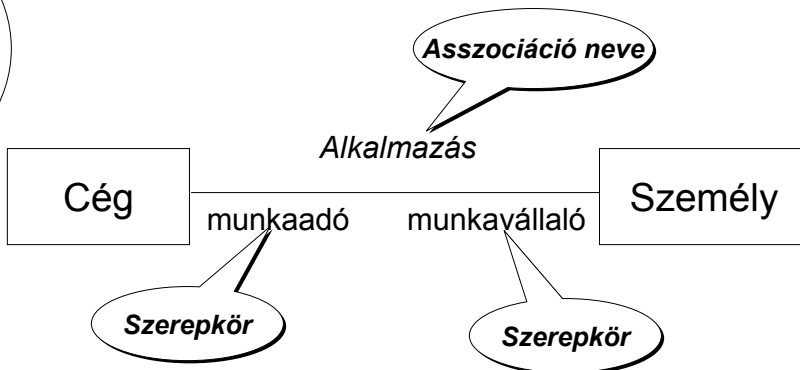 Asszociáció neve
Alkalmazás
Cég
Személy
munkaadó
munkavállaló
Szerepkör
Szerepkör